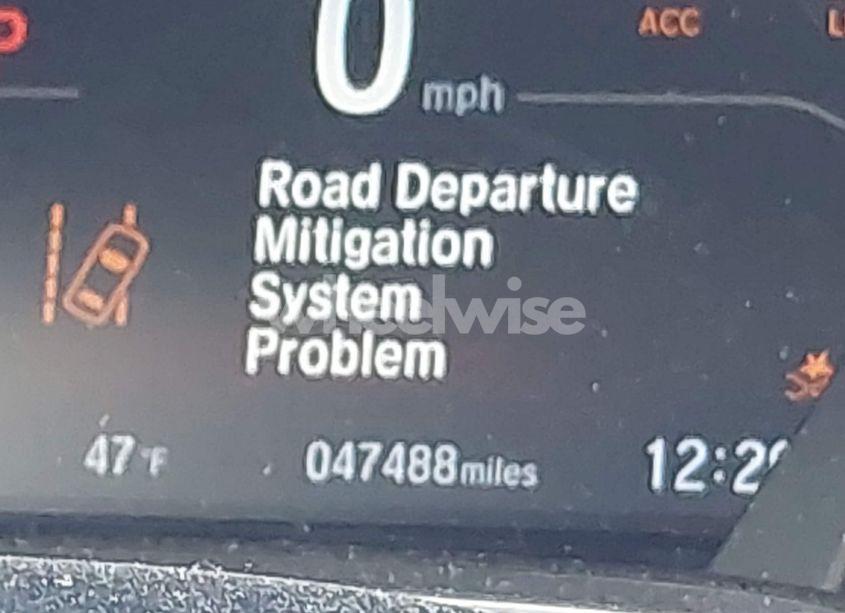 ACC
0 mph
Road Departure
Mitigation
System
Problem
wheelwise
47°F
047488miles